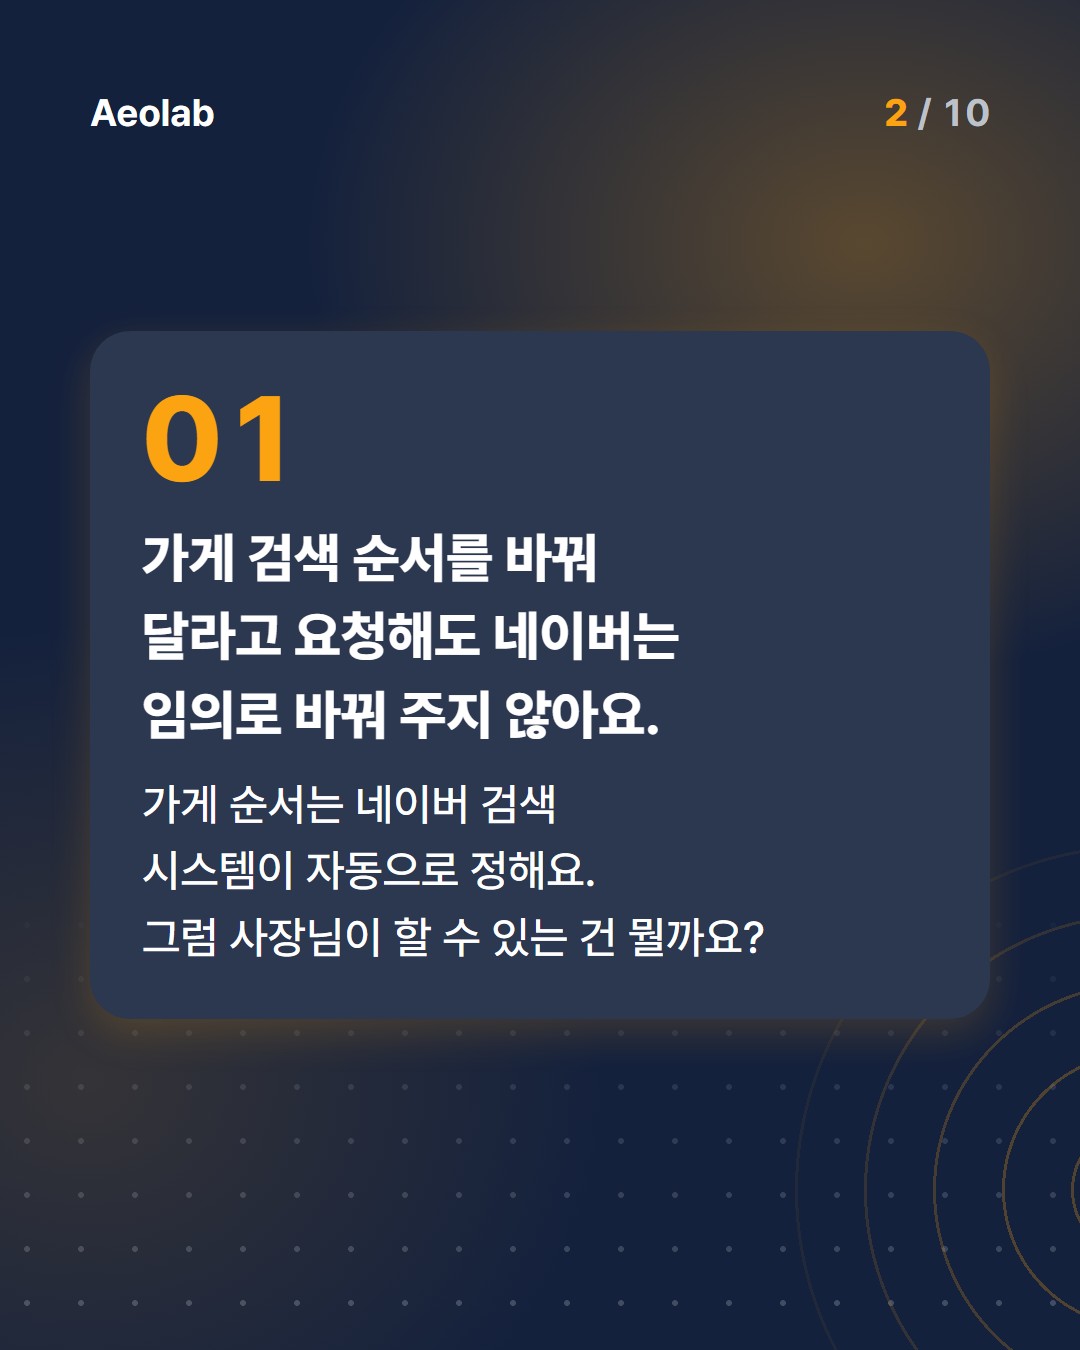 Aeolab
2 / 10
01
가게 검색 순서를 바꿔
달라고 요청해도 네이버는
임의로 바꿔 주지 않아요.
가게 순서는 네이버 검색
시스템이 자동으로 정해요.
그럼 사장님이 할 수 있는 건 뭘까요?